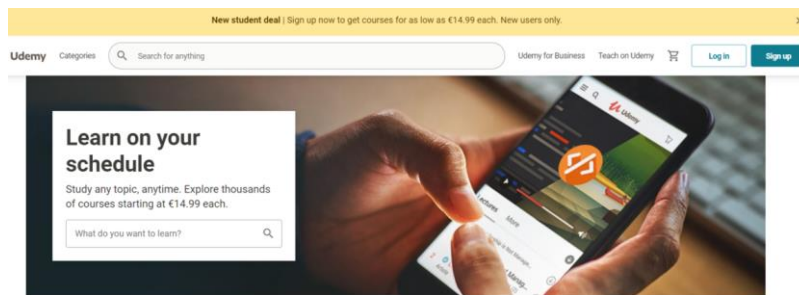 New student deal | Sign up now to get courses for as low as €14.99 each. New users only.
Udemy Categories Search for anything Udemy for Business Teach on Udemy Log in Sign up
Learn on your
schedule
Study any topic, anytime. Explore thousands
of courses starting at €14.99 each.
What do you want to learn?
Udemy
Lectures More